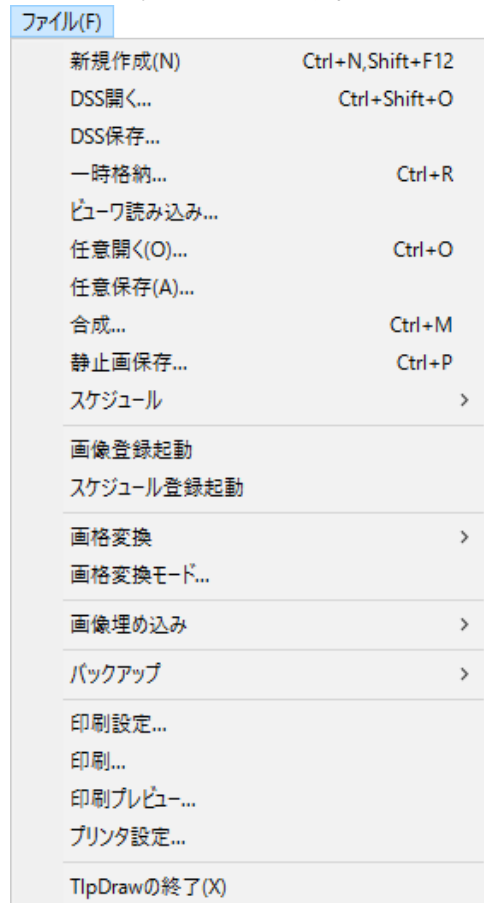 ファイル(F)
新規作成(N) Ctrl+N,Shift+F12
DSS開く... Ctrl+Shift+O
DSS保存...
一時格納... Ctrl+R
ビューワ読み込み...
任意開く(O)... Ctrl+O
任意保存(A)...
合成... Ctrl+M
静止画保存... Ctrl+P
スケジュール >
画像登録起動
スケジュール登録起動
画格変換 >
画格変換モード...
画像埋め込み >
バックアップ >
印刷設定...
印刷...
印刷プレビュー...
プリンタ設定...
TlpDrawの終了(X)